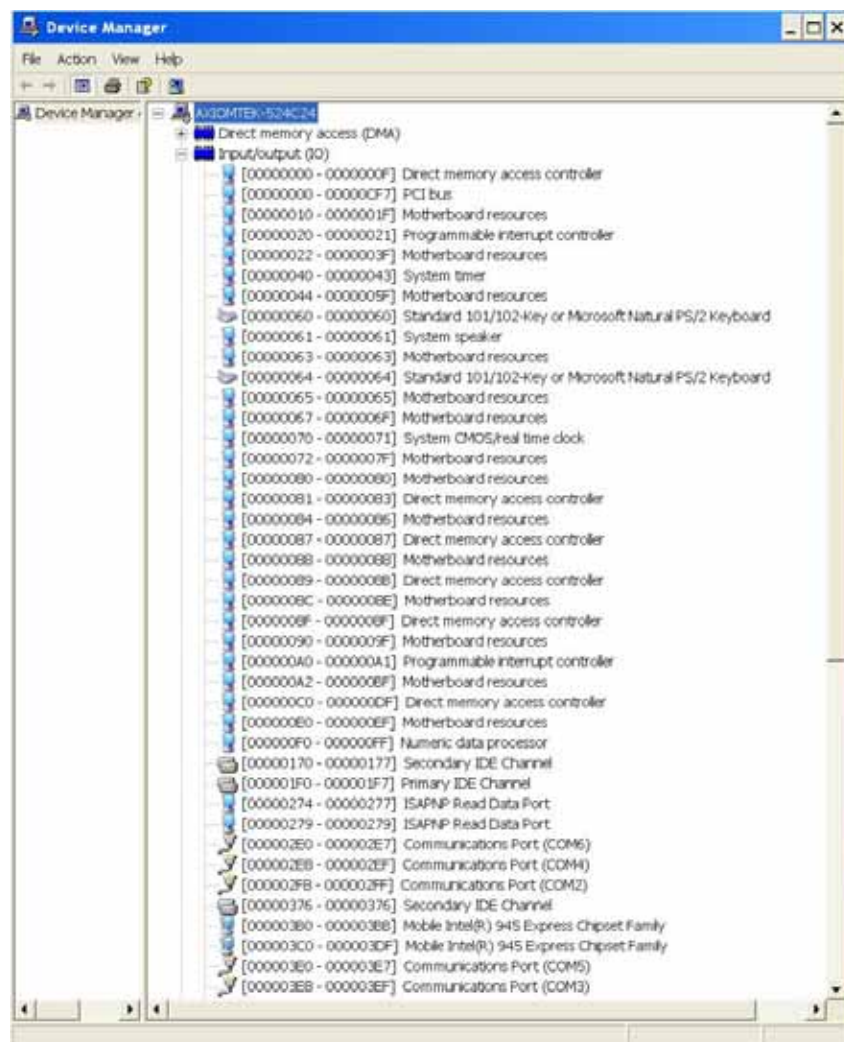 Device Manager
File Action View Help
Device Manager
AXIOMTEK-524C24
Direct memory access (DMA)
Input/output (IO)
[00000000 - 0000000F] Direct memory access controller
[00000000 - 00000CF7] PCI bus
[00000010 - 0000001F] Motherboard resources
[00000020 - 00000021] Programmable interrupt controller
[00000022 - 0000003F] Motherboard resources
[00000040 - 00000043] System timer
[00000044 - 0000005F] Motherboard resources
[00000060 - 00000060] Standard 101/102-Key or Microsoft Natural PS/2 Keyboard
[00000061 - 00000061] System speaker
[00000063 - 00000063] Motherboard resources
[00000064 - 00000064] Standard 101/102-Key or Microsoft Natural PS/2 Keyboard
[00000065 - 00000065] Motherboard resources
[00000067 - 0000006F] Motherboard resources
[00000070 - 00000071] System CMOS/real time clock
[00000072 - 0000007F] Motherboard resources
[00000080 - 00000080] Motherboard resources
[00000081 - 00000083] Direct memory access controller
[00000084 - 00000086] Motherboard resources
[00000087 - 00000087] Direct memory access controller
[00000088 - 00000088] Motherboard resources
[00000089 - 0000008B] Direct memory access controller
[0000008C - 0000008E] Motherboard resources
[0000008F - 0000008F] Direct memory access controller
[00000090 - 0000009F] Motherboard resources
[000000A0 - 000000A1] Programmable interrupt controller
[000000A2 - 000000BF] Motherboard resources
[000000C0 - 000000DF] Direct memory access controller
[000000E0 - 000000EF] Motherboard resources
[000000F0 - 000000FF] Numeric data processor
[00000170 - 00000177] Secondary IDE Channel
[000001F0 - 000001F7] Primary IDE Channel
[00000274 - 00000277] ISAPNP Read Data Port
[00000279 - 00000279] ISAPNP Read Data Port
[000002E0 - 000002E7] Communications Port (COM6)
[000002E8 - 000002EF] Communications Port (COM4)
[000002F8 - 000002FF] Communications Port (COM2)
[00000376 - 00000376] Secondary IDE Channel
[000003B0 - 000003BB] Mobile Intel(R) 945 Express Chipset Family
[000003C0 - 000003DF] Mobile Intel(R) 945 Express Chipset Family
[000003E0 - 000003E7] Communications Port (COM5)
[000003E8 - 000003EF] Communications Port (COM3)